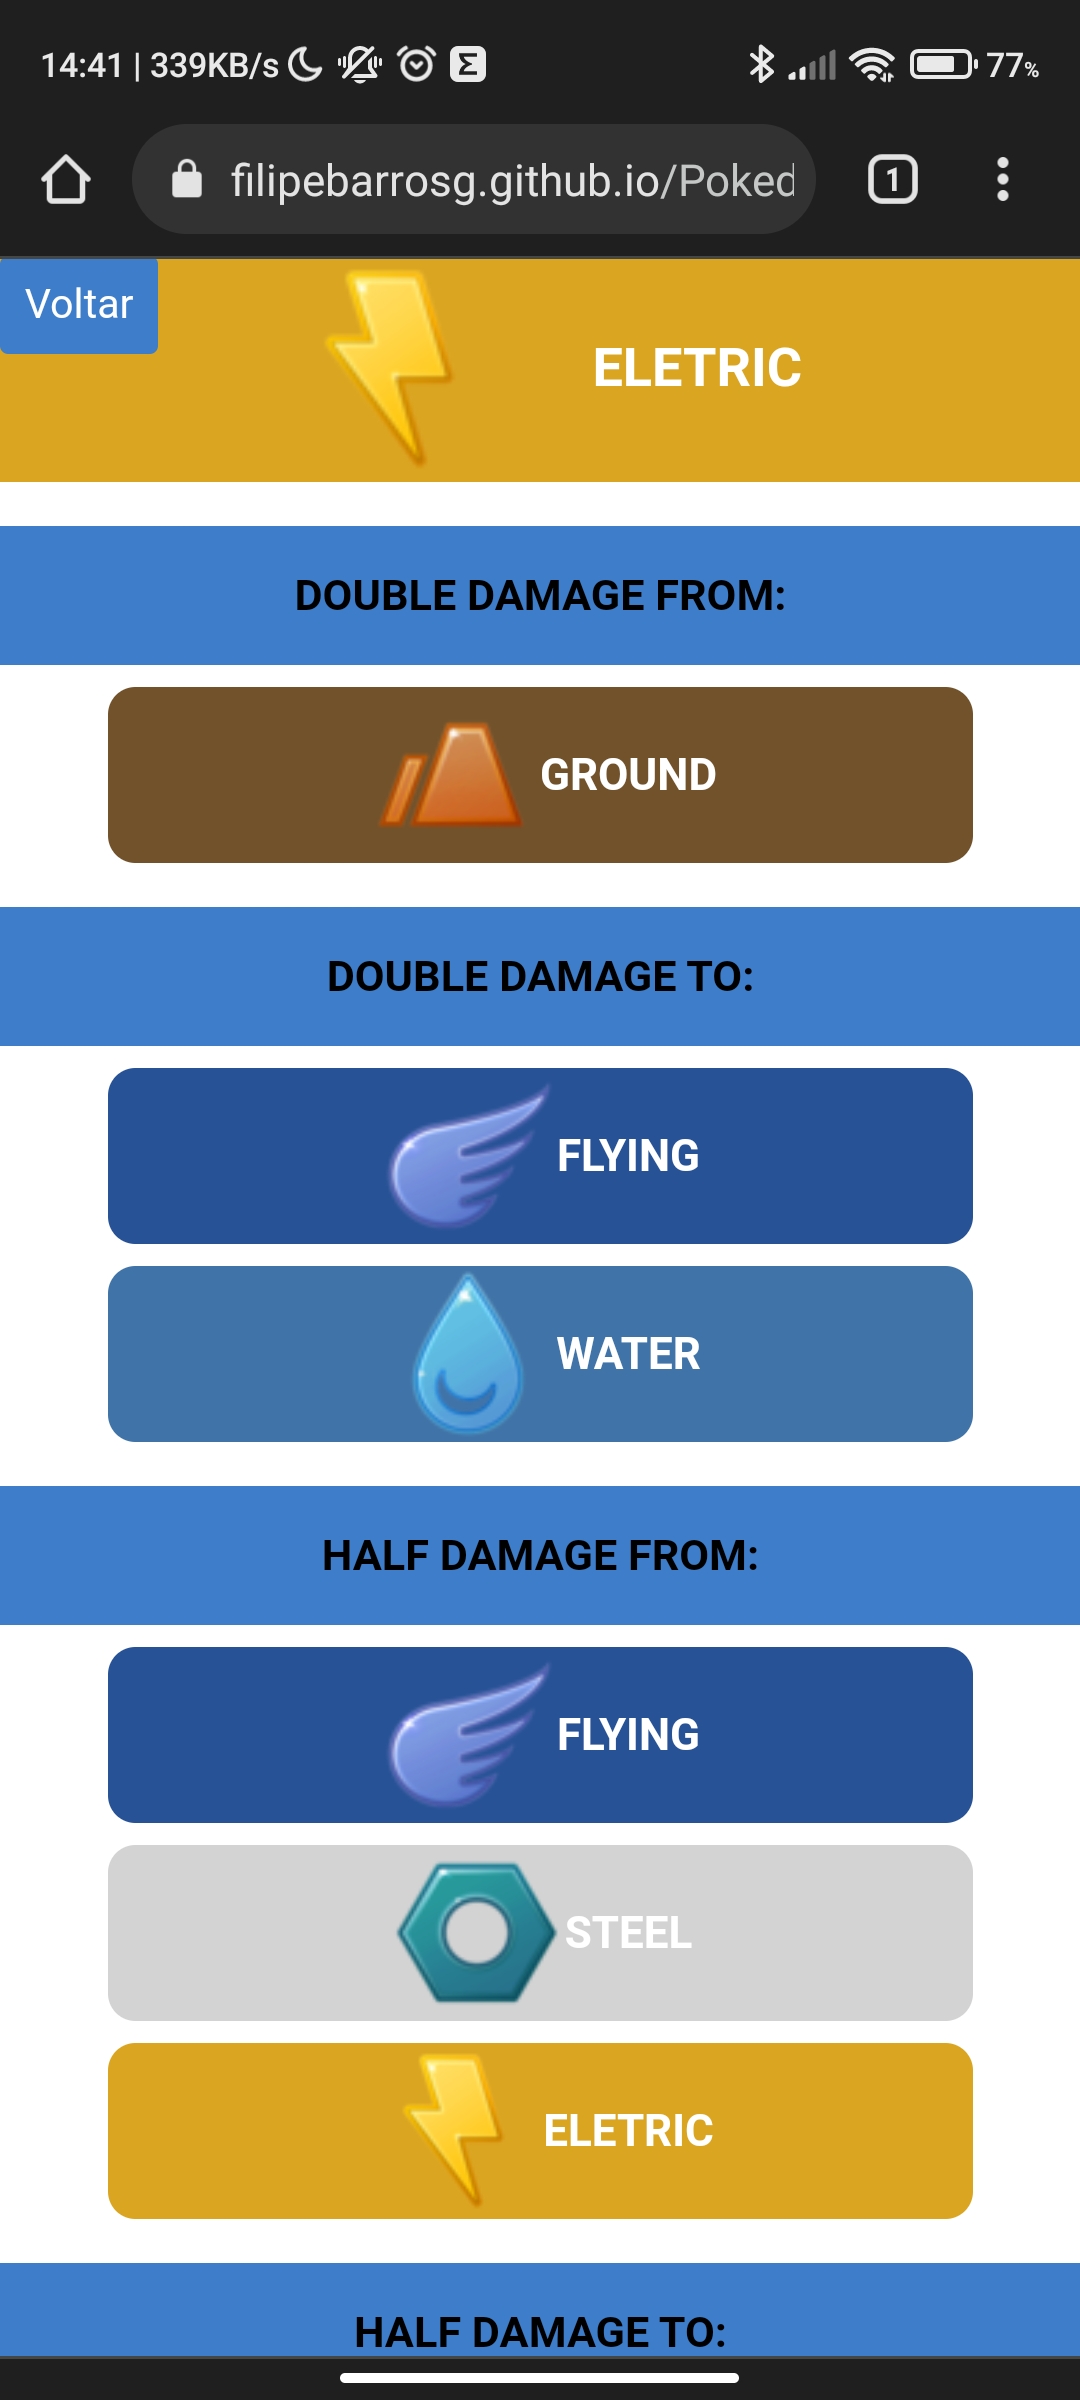 14:41 | 339KB/s 77%
filipebarrosg.github.io/Poked
1
Voltar
ELETRIC
DOUBLE DAMAGE FROM:
GROUND
DOUBLE DAMAGE TO:
FLYING
WATER
HALF DAMAGE FROM:
FLYING
STEEL
ELETRIC
HALF DAMAGE TO: